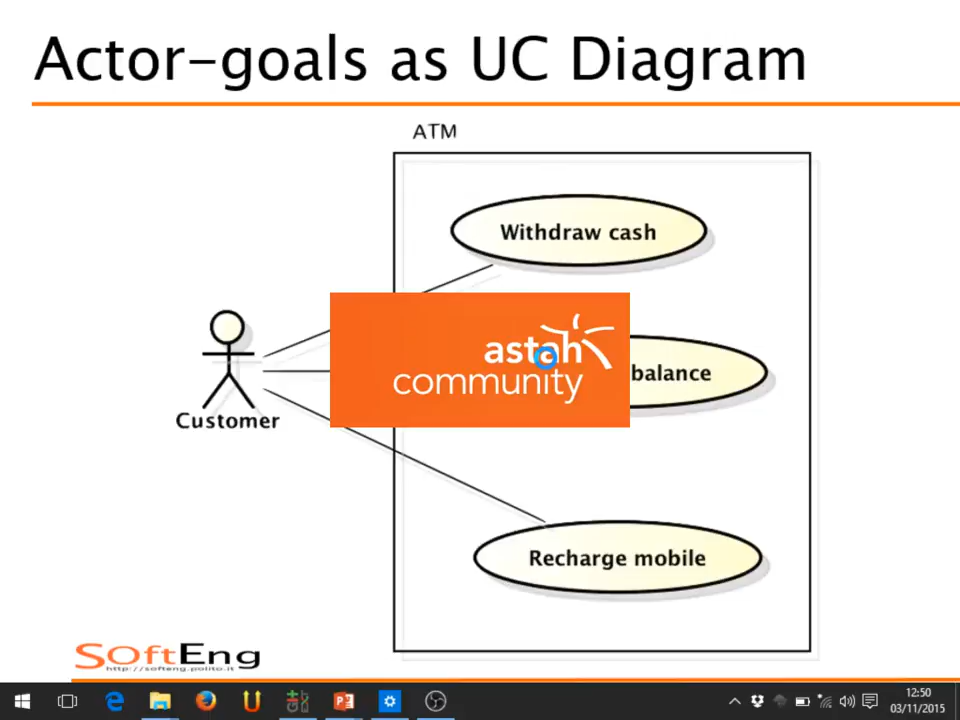 Actor-goals as UC Diagram
ATM
Withdraw cash
astah
community
balance
Customer
Recharge mobile
SOftEng
http://softeng.polito.it
12:50
03/11/2015